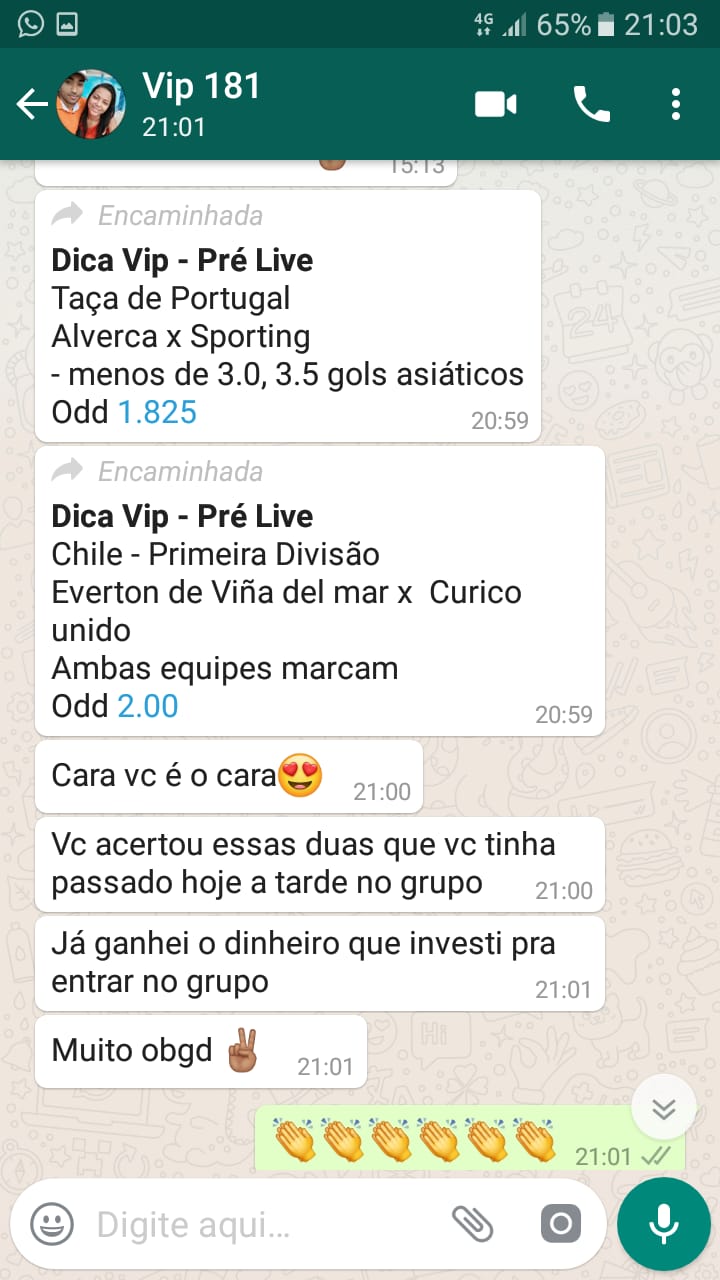 4G 65% 21:03
Vip 181
21:01
15:13
Encaminhada
Dica Vip - Pré Live
Taça de Portugal
Alverca x Sporting
- menos de 3.0, 3.5 gols asiáticos
Odd 1.825
20:59
Encaminhada
Dica Vip - Pré Live
Chile - Primeira Divisão
Everton de Viña del mar x  Curico
unido
Ambas equipes marcam
Odd 2.00
20:59
Cara vc é o cara😍 21:00
Vc acertou essas duas que vc tinha
passado hoje a tarde no grupo 21:00
Já ganhei o dinheiro que investi pra
entrar no grupo 21:01
Muito obgd ✌🏾 21:01
👏👏👏👏👏👏 21:01
Digite aqui...